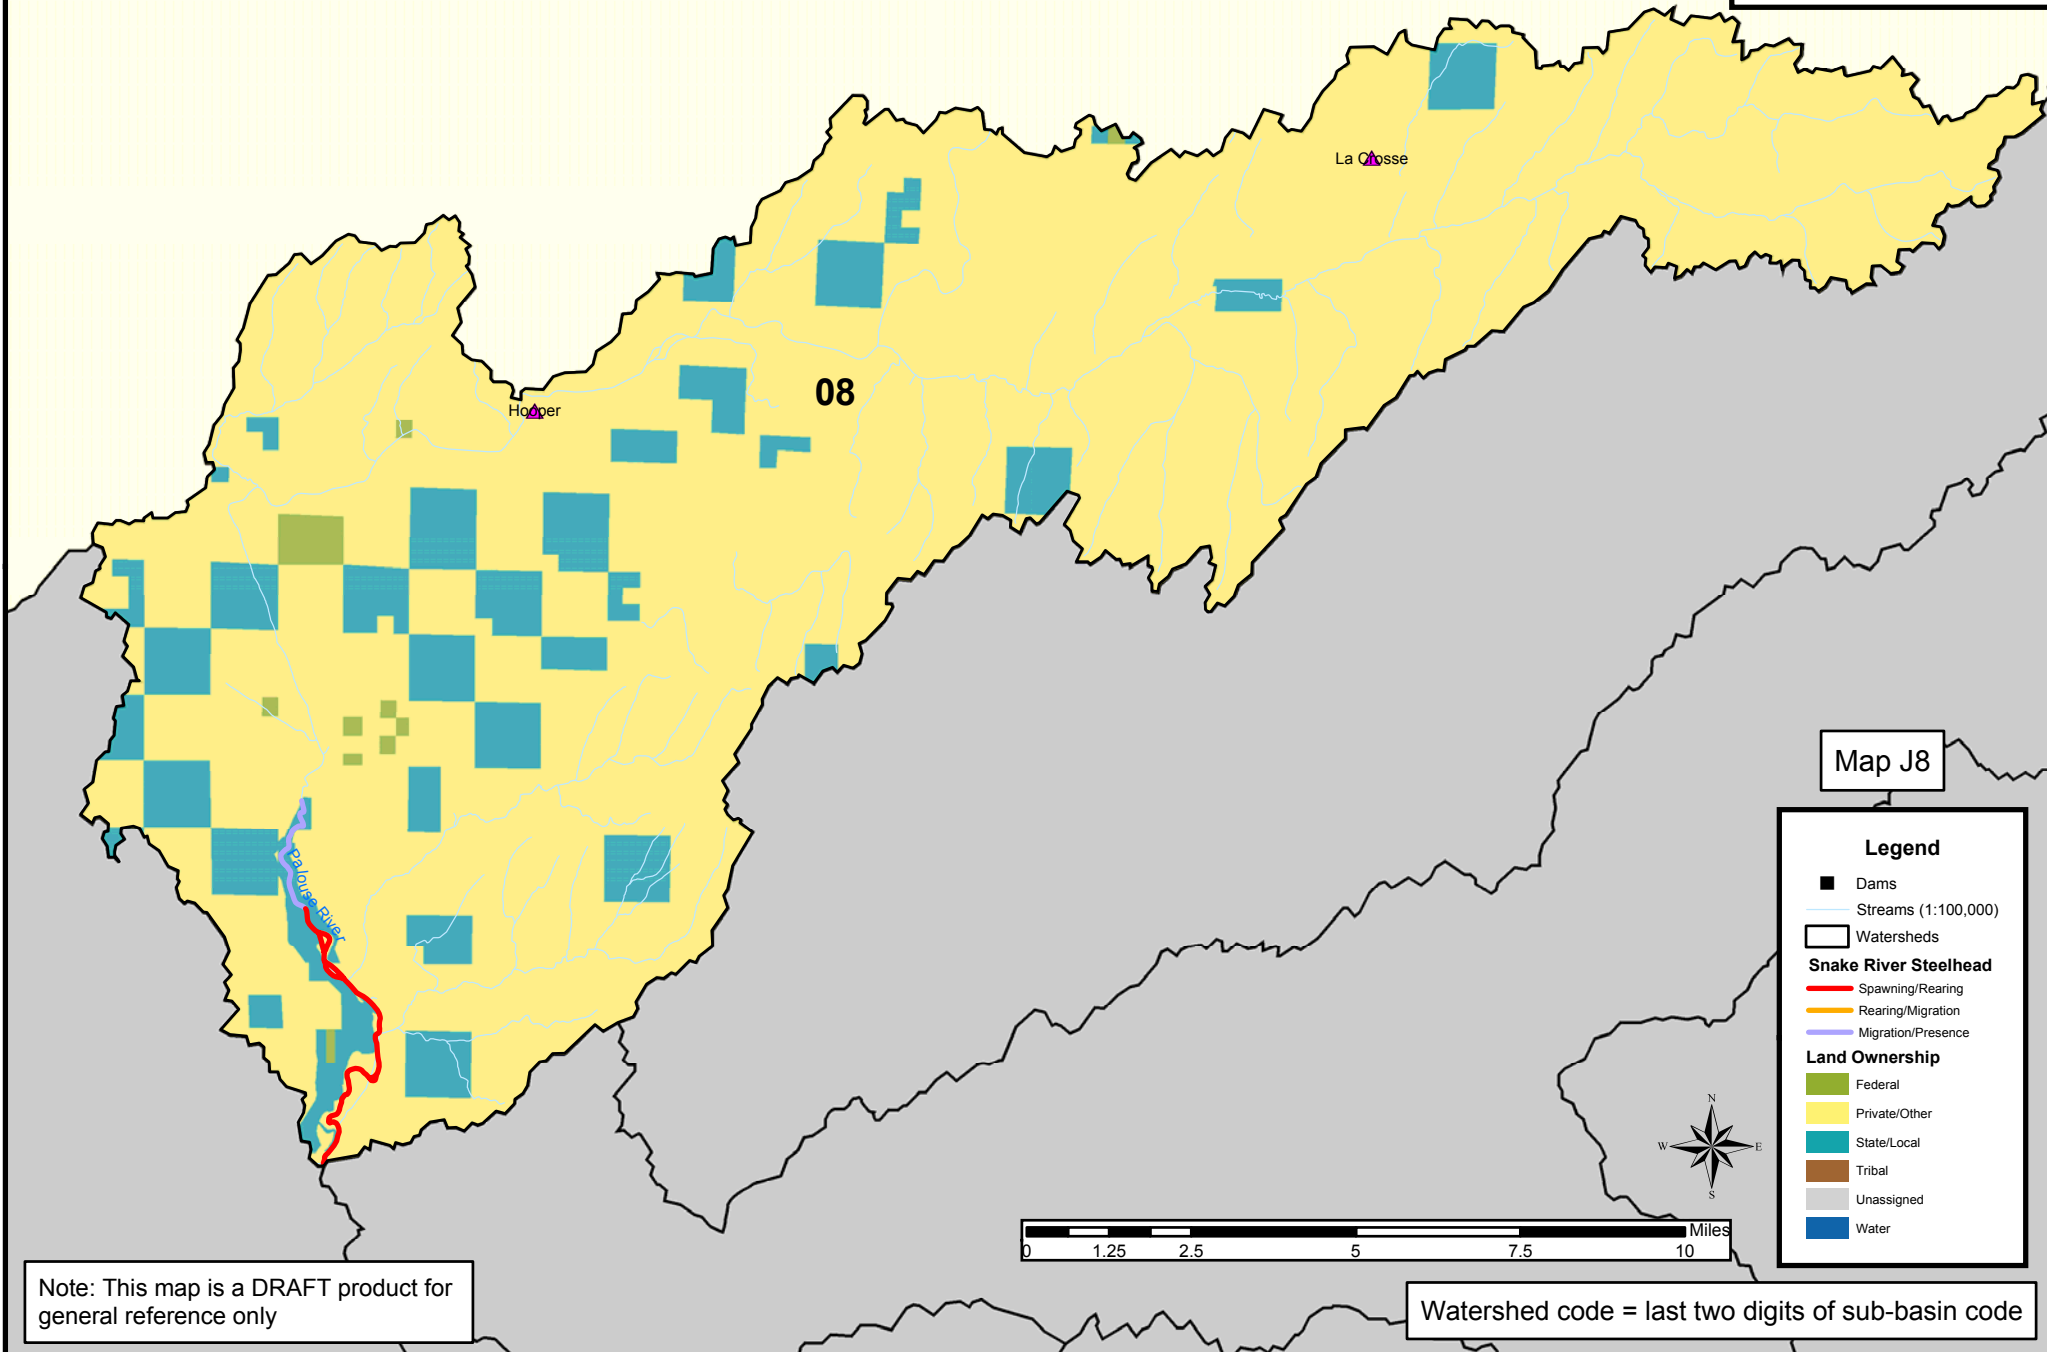 La Crosse
08
Hooper
Map J8
Palouse River
Legend
Dams
Streams (1:100,000)
Watersheds
Snake River Steelhead
Spawning/Rearing
Rearing/Migration
Migration/Presence
Land Ownership
Federal
Private/Other
State/Local
Tribal
Unassigned
Water
N
W E
S
Miles
0 1.25 2.5 5 7.5 10
Note: This map is a DRAFT product for
general reference only
Watershed code = last two digits of sub-basin code